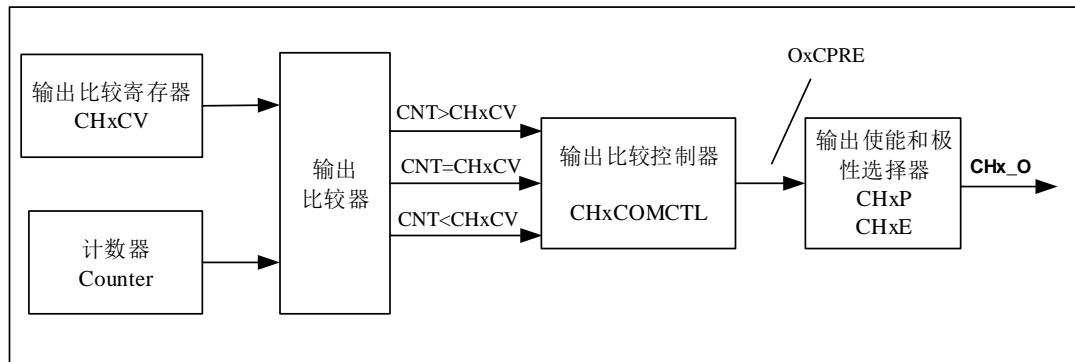 输出比较寄存器
CHxCV
计数器
Counter
输出
比较器
CNT>CHxCV
CNT=CHxCV
CNT<CHxCV
输出比较控制器
CHxCOMCTL
OxCPRE
输出使能和极
性选择器
CHxP
CHxE
CHx_O